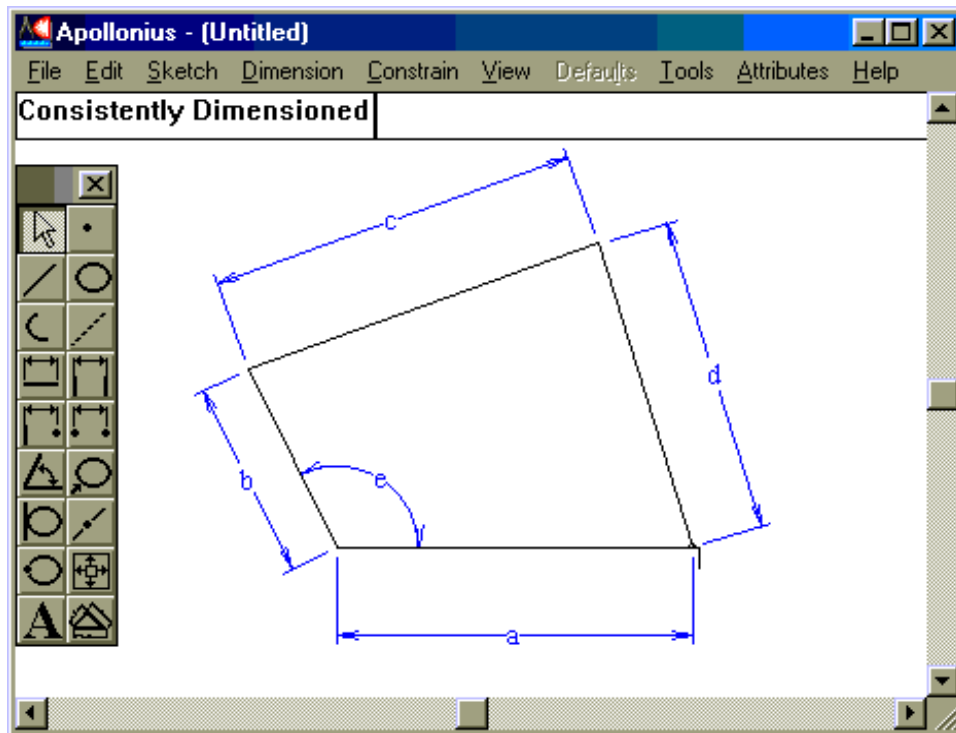 Apollonius - (Untitled)
File Edit Sketch Dimension Constrain View Defaults Tools Attributes Help
Consistently Dimensioned
c
d
b
e
a
A